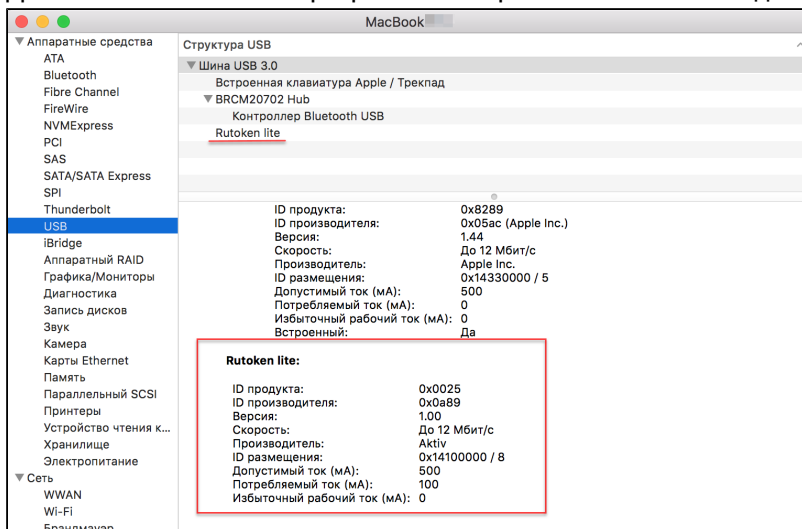 MacBook
Аппаратные средства
ATA
Bluetooth
Fibre Channel
FireWire
NVMExpress
PCI
SAS
SATA/SATA Express
SPI
Thunderbolt
USB
iBridge
Аппаратный RAID
Графика/Мониторы
Диагностика
Запись дисков
Звук
Камера
Карты Ethernet
Память
Параллельный SCSI
Принтеры
Устройство чтения к...
Хранилище
Электропитание
Сеть
WWAN
Wi-Fi
Брандмауэр
Структура USB
Шина USB 3.0
Встроенная клавиатура Apple / Трекпад
BRCM20702 Hub
Контроллер Bluetooth USB
Rutoken lite
ID продукта: 0x8289
ID производителя: 0x05ac (Apple Inc.)
Версия: 1.44
Скорость: До 12 Мбит/с
Производитель: Apple Inc.
ID размещения: 0x14330000 / 5
Допустимый ток (мА): 500
Потребляемый ток (мА): 0
Избыточный рабочий ток (мА): 0
Встроенный: Да
Rutoken lite:
ID продукта: 0x0025
ID производителя: 0x0a89
Версия: 1.00
Скорость: До 12 Мбит/с
Производитель: Aktiv
ID размещения: 0x14100000 / 8
Допустимый ток (мА): 500
Потребляемый ток (мА): 100
Избыточный рабочий ток (мА): 0